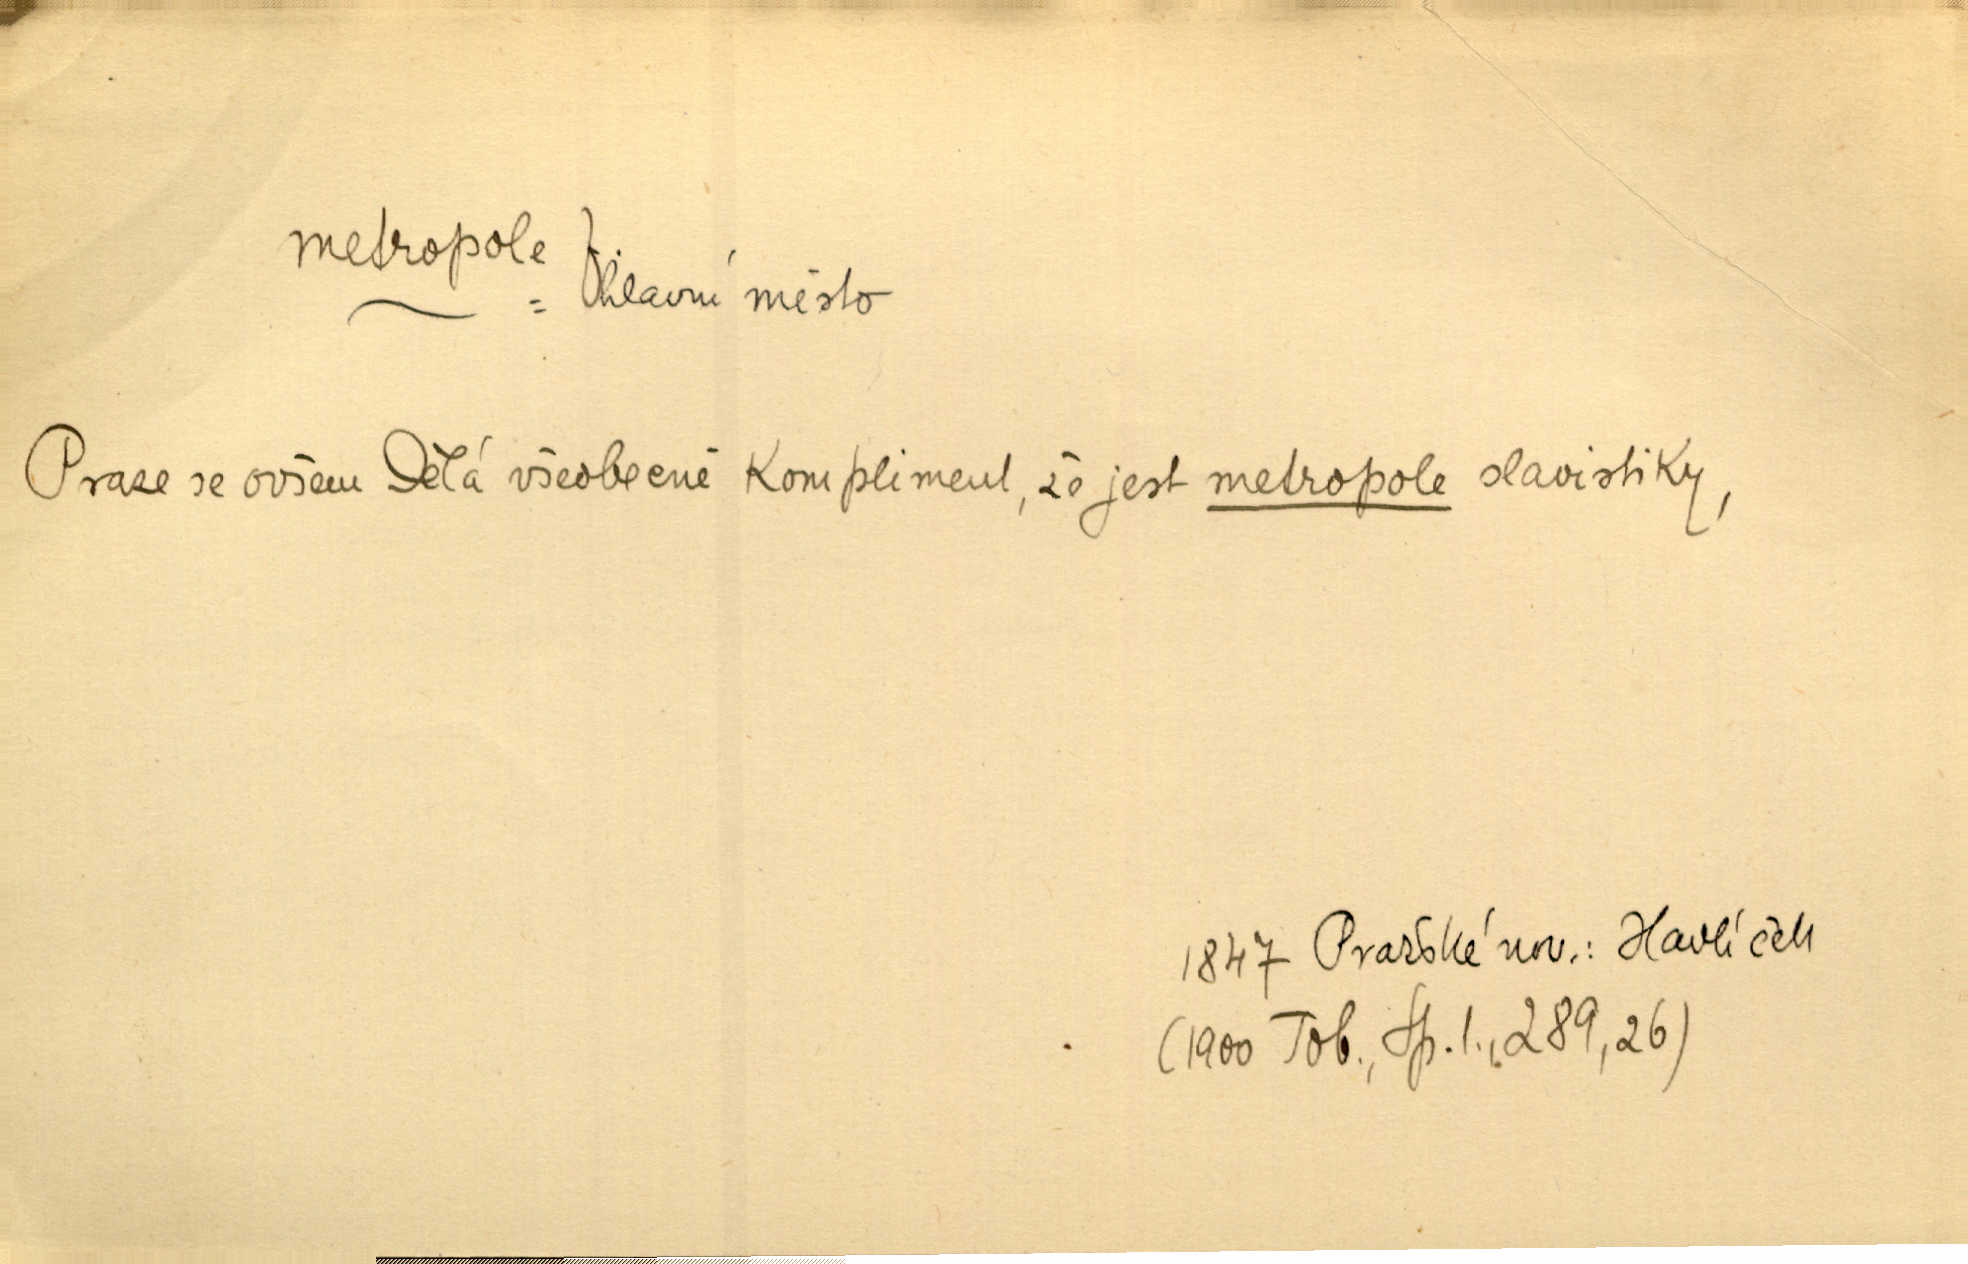 metropole
= hlavní město
Praze se ovšem dělá všeobecně kompliment, že jest metropole slavistiky,
1847 Pražské nov.: Havlíček
(1900 Tob., Sp. 1., 289, 26)